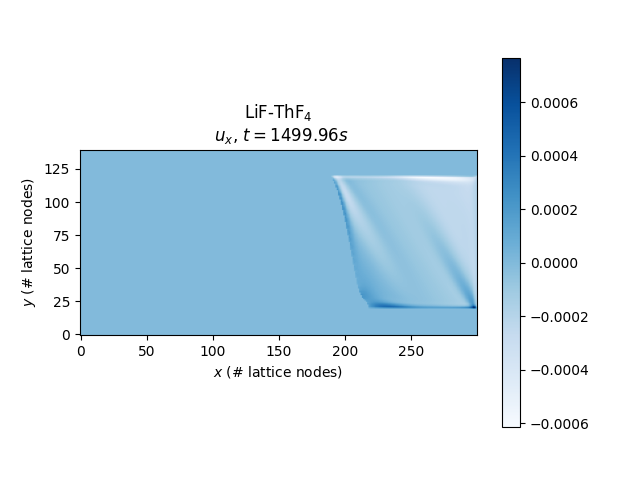 LiF-ThF₄
uₓ, t = 1499.96s
125
100
75
50
25
0
y (# lattice nodes)
0 50 100 150 200 250
x (# lattice nodes)
0.0006
0.0004
0.0002
0.0000
−0.0002
−0.0004
−0.0006